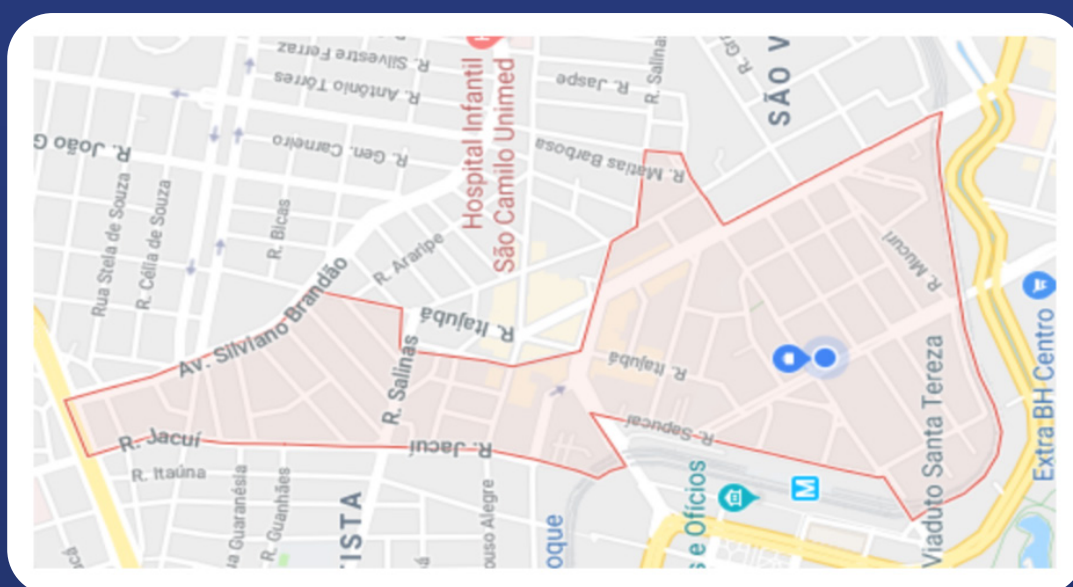 R. Silvestre Ferraz
R. Antônio Tôrres
R. João G
R. Gen. Carneiro
Rua Stela de Souza
R. Célia de Souza
R. Bicas
Hospital Infantil
São Camilo Unimed
R. Jaspe
R. Salinas
R. Gr
SÃO V
R. Matias Barbosa
R. Araripe
Av. Silviano Brandão
R. Itajubá
R. Salinas
R. Itajubá
R. Mucuri
R. Sapucaí
R. Jacuí
R. Jacuí
R. Itaúna
a Guaranésia
R. Guanhães
TISTA
ouso Alegre
oque
s e Ofícios
M
Viaduto Santa Tereza
Extra BH Centro